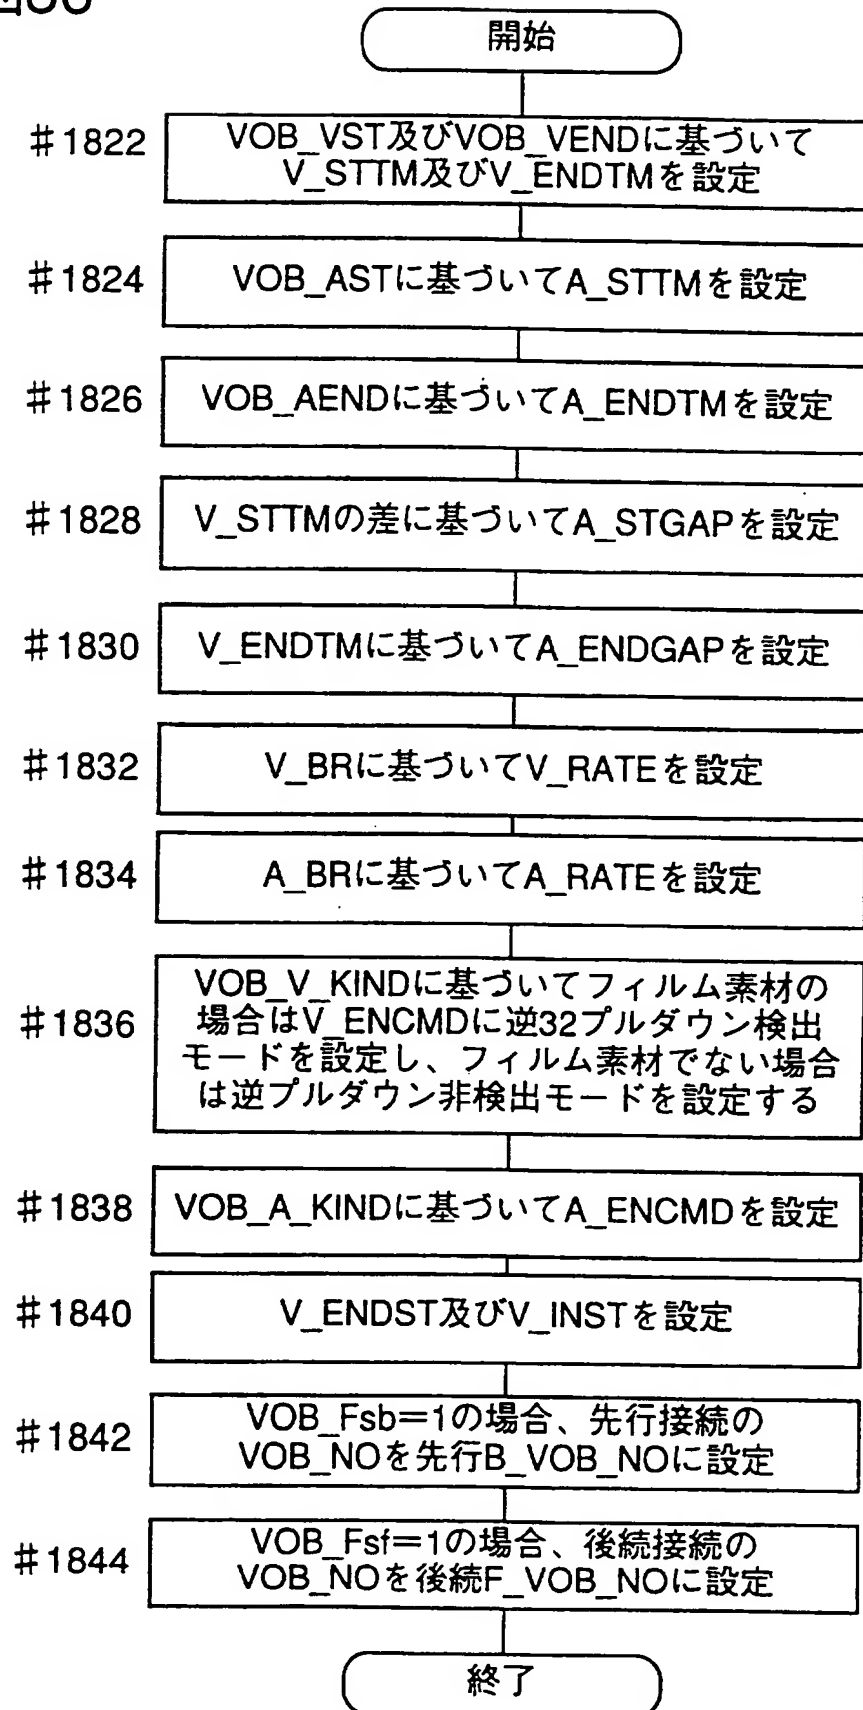 開始
#1822
VOB_VST及びVOB_VENDに基づいて
V_STTM及びV_ENDTMを設定
#1824
VOB_ASTに基づいてA_STTMを設定
#1826
VOB_AENDに基づいてA_ENDTMを設定
#1828
V_STTMの差に基づいてA_STGAPを設定
#1830
V_ENDTMに基づいてA_ENDGAPを設定
#1832
V_BRに基づいてV_RATEを設定
#1834
A_BRに基づいてA_RATEを設定
#1836
VOB_V_KINDに基づいてフィルム素材の
場合はV_ENCMDに逆32プルダウン検出
モードを設定し、フィルム素材でない場合
は逆プルダウン非検出モードを設定する
#1838
VOB_A_KINDに基づいてA_ENCMDを設定
#1840
V_ENDST及びV_INSTを設定
#1842
VOB_Fsb=1の場合、先行接続の
VOB_NOを先行B_VOB_NOに設定
#1844
VOB_Fsf=1の場合、後続接続の
VOB_NOを後続F_VOB_NOに設定
終了